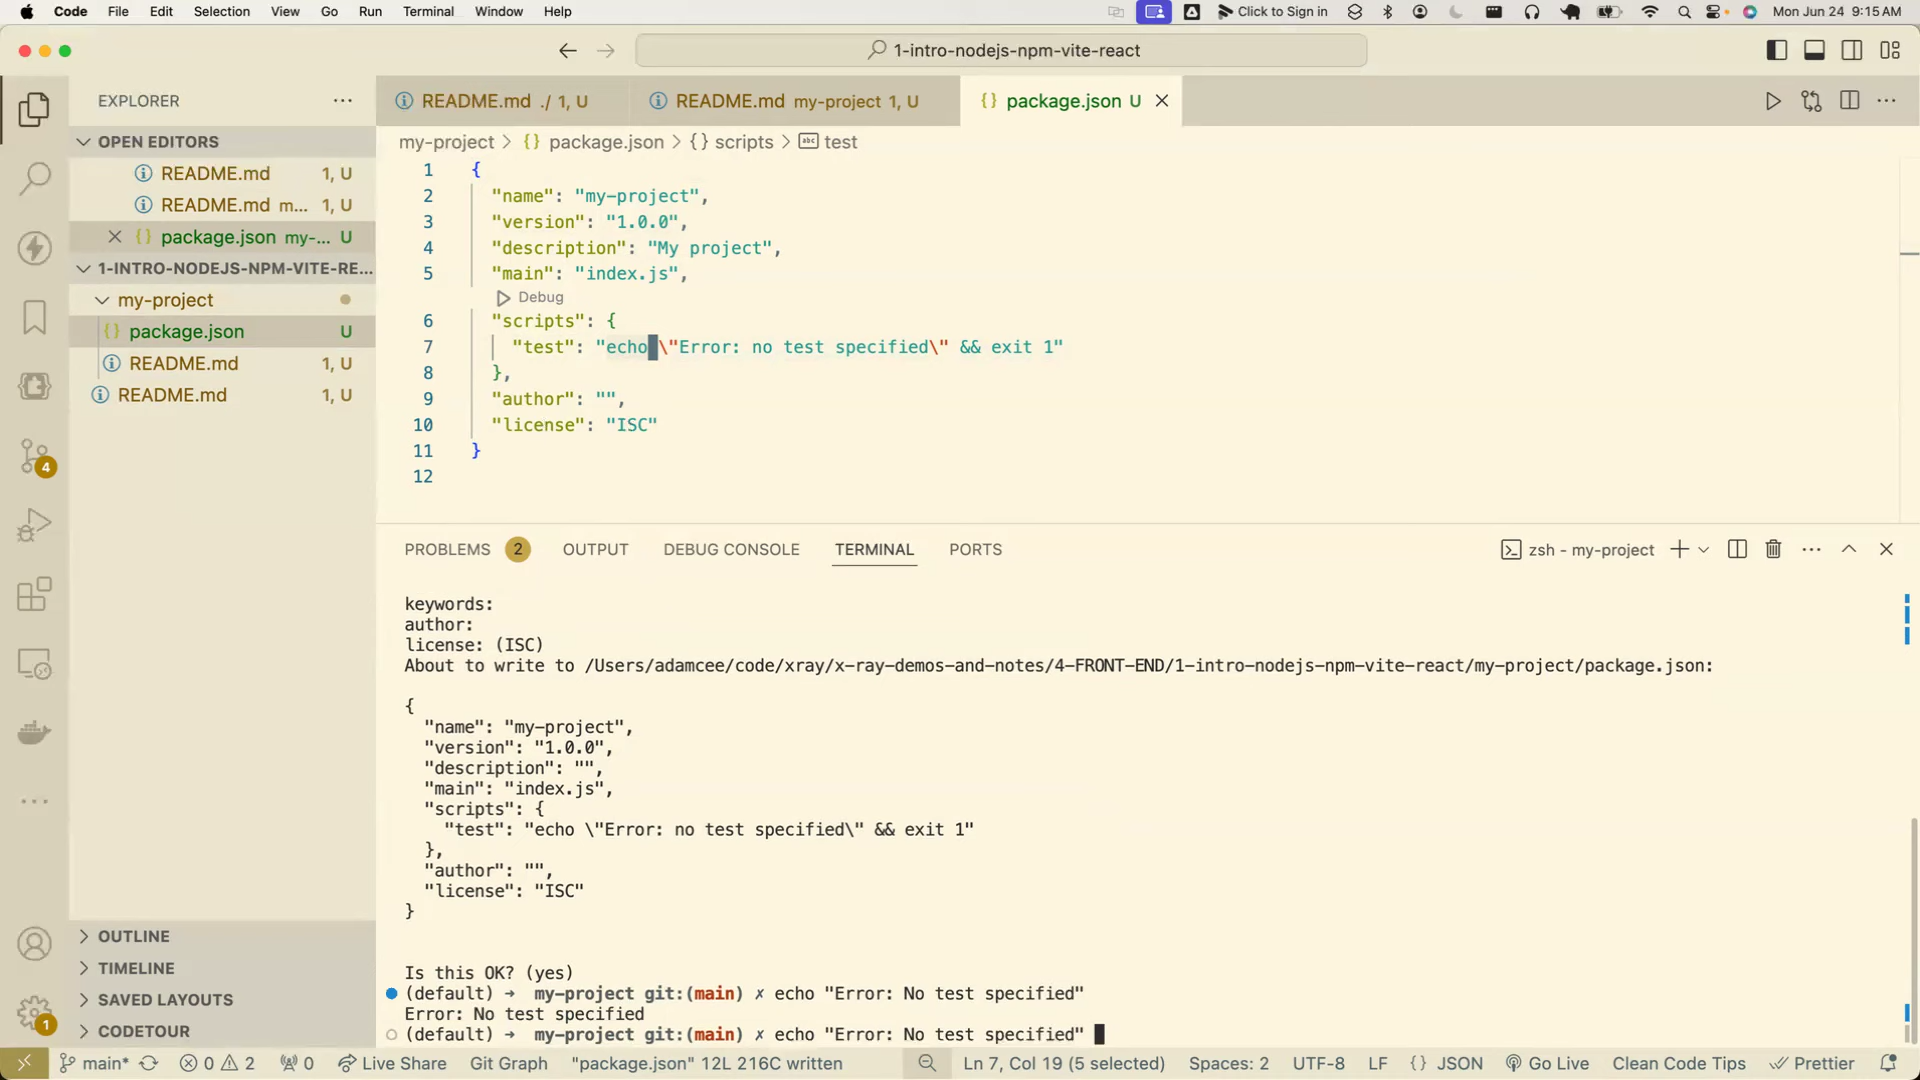 Code File Edit Selection View Go Run Terminal Window Help Click to Sign in Mon Jun 24 9:15 AM
1-intro-nodejs-npm-vite-react
EXPLORER
OPEN EDITORS
README.md 1, U
README.md m... 1, U
package.json my-... U
1-INTRO-NODEJS-NPM-VITE-RE...
my-project
package.json U
README.md 1, U
README.md 1, U
4
1
OUTLINE
TIMELINE
SAVED LAYOUTS
CODETOUR
README.md ./ 1, U README.md my-project 1, U {} package.json U
my-project > {} package.json > {} scripts > abc test
1 {
2 "name": "my-project",
3 "version": "1.0.0",
4 "description": "My project",
5 "main": "index.js",
Debug
6 "scripts": {
7 "test": "echo \"Error: no test specified\" && exit 1"
8 },
9 "author": "",
10 "license": "ISC"
11 }
12
PROBLEMS 2 OUTPUT DEBUG CONSOLE TERMINAL PORTS zsh - my-project
keywords:
author:
license: (ISC)
About to write to /Users/adamcee/code/xray/x-ray-demos-and-notes/4-FRONT-END/1-intro-nodejs-npm-vite-react/my-project/package.json:
{
"name": "my-project",
"version": "1.0.0",
"description": "",
"main": "index.js",
"scripts": {
"test": "echo \"Error: no test specified\" && exit 1"
},
"author": "",
"license": "ISC"
}
Is this OK? (yes)
(default) ➜ my-project git:(main) ✗ echo "Error: No test specified"
Error: No test specified
(default) ➜ my-project git:(main) ✗ echo "Error: No test specified"
main* 0 2 0 Live Share Git Graph "package.json" 12L 216C written Ln 7, Col 19 (5 selected) Spaces: 2 UTF-8 LF {} JSON Go Live Clean Code Tips Prettier